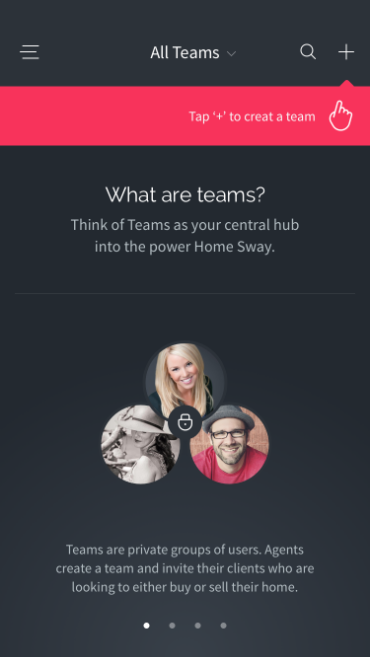 All Teams
Tap ‘+’ to creat a team
What are teams?
Think of Teams as your central hub
into the power Home Sway.
Teams are private groups of users. Agents
create a team and invite their clients who are
looking to either buy or sell their home.